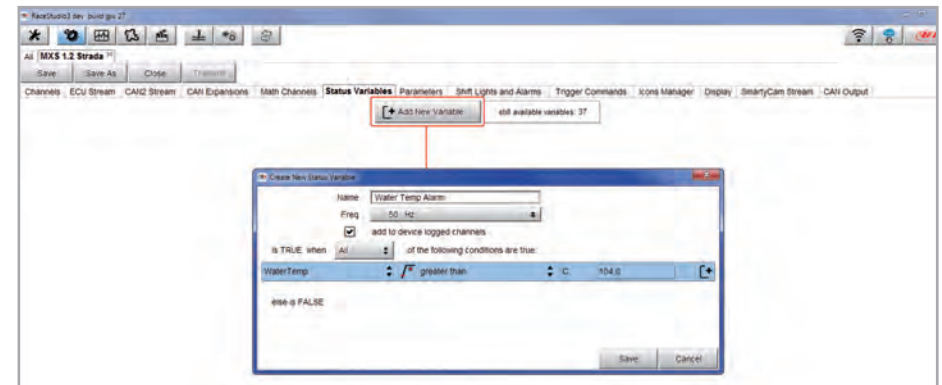 RaceStudio3 dev build gio 27
All MXS 1.2 Strada
Save Save As Close Transmit
Channels ECU Stream CAN2 Stream CAN Expansions Math Channels Status Variables Parameters Shift Lights and Alarms Trigger Commands Icons Manager Display SmartyCam Stream CAN Output
Add New Variable still available variables: 37
Create New Status Variable
Name Water Temp Alarm
Freq 50 Hz
add to device logged channels
is TRUE when All of the following conditions are true:
WaterTemp greater than C 104.0
else is FALSE
Save Cancel